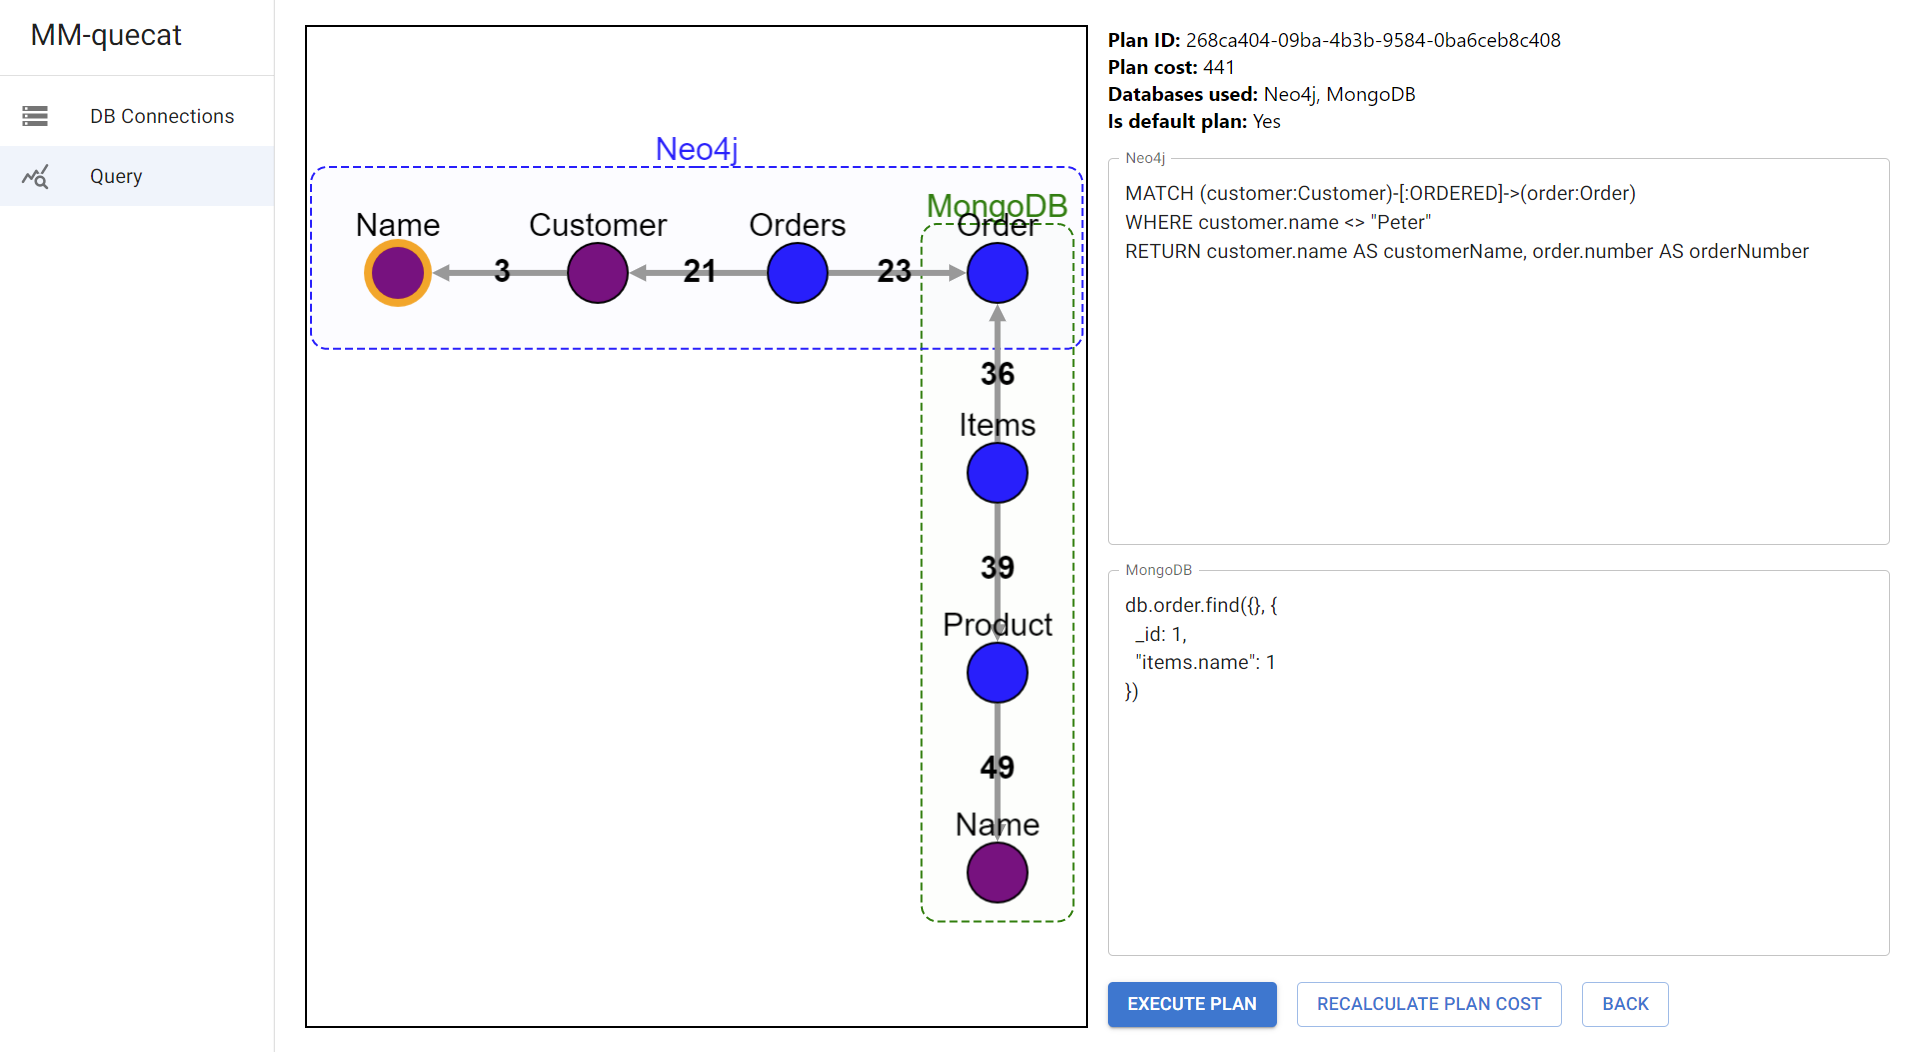 MM-quecat
DB Connections
Query
Neo4j
MongoDB
Name
Customer
Orders
Order
3
21
23
36
Items
39
Product
49
Name
Plan ID: 268ca404-09ba-4b3b-9584-0ba6ceb8c408
Plan cost: 441
Databases used: Neo4j, MongoDB
Is default plan: Yes
Neo4j
MATCH (customer:Customer)-[:ORDERED]->(order:Order)
WHERE customer.name <> "Peter"
RETURN customer.name AS customerName, order.number AS orderNumber
MongoDB
db.order.find({}, {
  _id: 1,
  "items.name": 1
})
EXECUTE PLAN
RECALCULATE PLAN COST
BACK